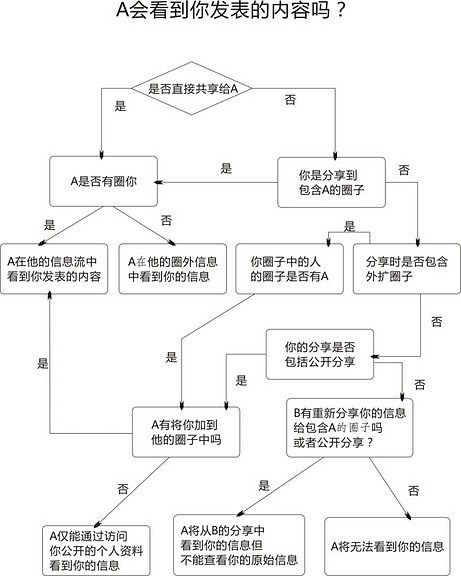 A会看到你发表的内容吗？
是否直接共享给A
是
否
A是否有圈你
是
你是分享到
包含A的圈子
否
是
否
是
A在他的信息流中
看到你发表的内容
A在他的圈外信息
中看到你的信息
你圈子中的人
的圈子是否有A
分享时是否包含
外扩圈子
否
你的分享是否
包括公开分享
是
是
是
否
A有将你加到
他的圈子中吗
B有重新分享你的信息
给包含A的圈子吗
或者公开分享？
否
是
否
A仅能通过访问
你公开的个人资料
看到你的信息
A将从B的分享中
看到你的信息但
不能查看你的原始信息
A将无法看到你的信息